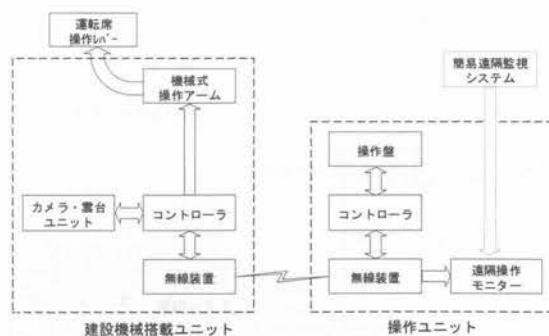 運転席
操作ﾚﾊﾞｰ
機械式
操作アーム
カメラ・雲台
ユニット
コントローラ
無線装置
建設機械搭載ユニット
簡易遠隔監視
システム
操作盤
コントローラ
無線装置
遠隔操作
モニター
操作ユニット